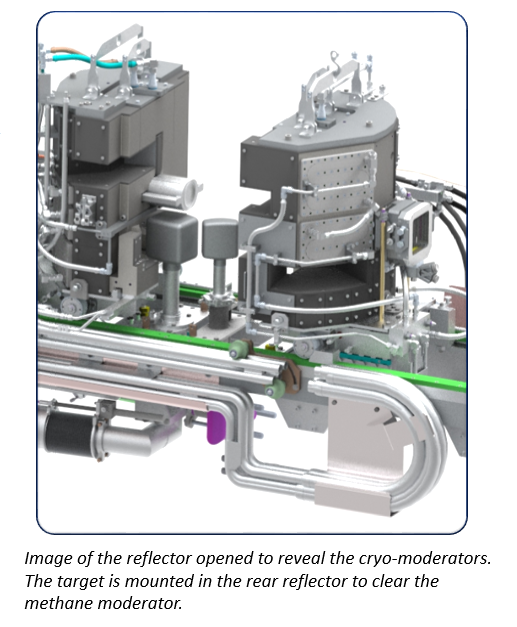 Image of the reflector opened to reveal the cryo-moderators.
The target is mounted in the rear reflector to clear the
methane moderator.